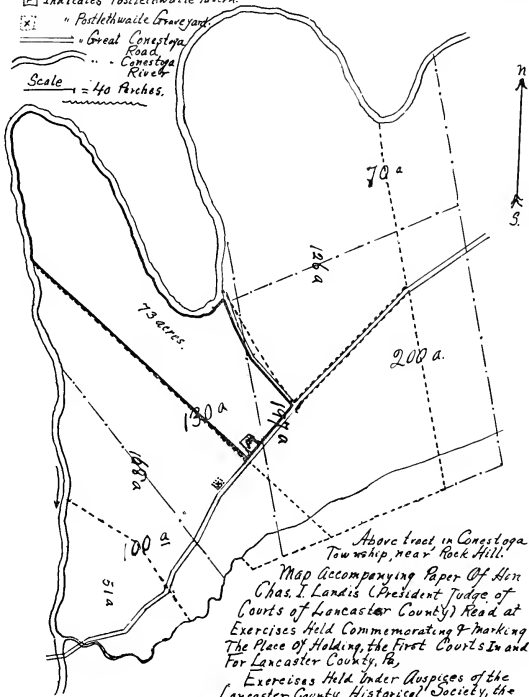 Indicates Postlethwaite Tavern.
" Postlethwaite Graveyard
" Great Conestoga
Road
" " Conestoga
River
Scale 1 = 40 Perches.
n
S.
70 a
126 a
73 acres.
200 a.
130 a
100 a
51 a
Above tract in Conestoga
Township, near Rock Hill.
Map Accompanying Paper Of Hon
Chas. I. Landis (President Judge of
Courts of Lancaster County) Read at
Exercises Held Commemorating & Marking
The Place Of Holding, the First Courts In and
For Lancaster County, Pa,
Exercises Held Under Auspices of the
Lancaster County Historical Society, the